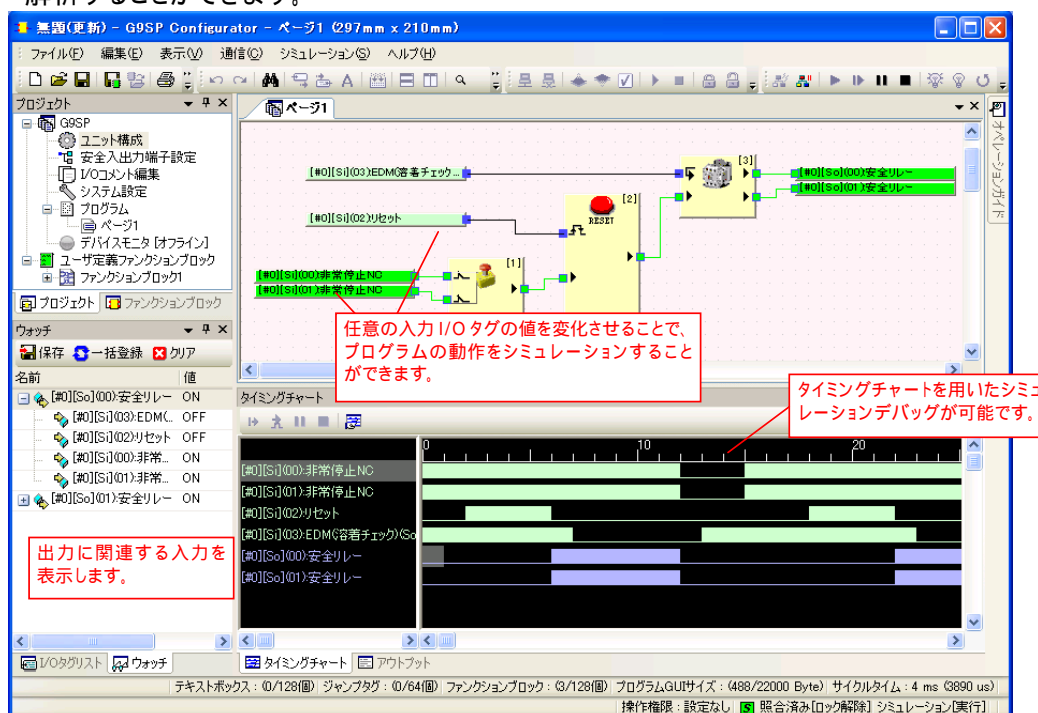 解析することができます。
無題(更新) - G9SP Configurator - ページ1 (297mm x 210mm)
ファイル(F) 編集(E) 表示(V) 通信(C) シミュレーション(S) ヘルプ(H)
プロジェクト
G9SP
ユニット構成
安全入出力端子設定
I/Oコメント編集
システム設定
プログラム
ページ1
デバイスモニタ [オフライン]
ユーザ定義ファンクションブロック
ファンクションブロック1
プロジェクト ファンクションブロック
ページ1
[#0][Si](03):EDM(溶着チェック...
[#0][Si](02):リセット
[#0][Si](00):非常停止NC
[#0][Si](01):非常停止NC
[1]
[2]
RESET
[3]
[#0][So](00):安全リレー
[#0][So](01):安全リレー
オペレーションガイド
任意の入力 I/O タグの値を変化させることで、
プログラムの動作をシミュレーションすること
ができます。
ウォッチ
保存 一括登録 クリア
名前 値
[#0][So](00):安全リレー ON
[#0][Si](03):EDM(... OFF
[#0][Si](02):リセット OFF
[#0][Si](00):非常... ON
[#0][Si](01):非常... ON
[#0][So](01):安全リレー ON
出力に関連する入力を
表示します。
タイミングチャート
タイミングチャートを用いたシミュ
レーションデバッグが可能です。
0 10 20
[#0][Si](00):非常停止NC
[#0][Si](01):非常停止NC
[#0][Si](02):リセット
[#0][Si](03):EDM(溶着チェック)(So
[#0][So](00):安全リレー
[#0][So](01):安全リレー
I/Oタグリスト ウォッチ
タイミングチャート アウトプット
テキストボックス : (0/128(個) ジャンプタグ : (0/64(個) ファンクションブロック : (3/128(個) プログラムGUIサイズ : (488/22000 Byte) サイクルタイム : 4 ms (3890 us)
操作権限 : 設定なし S 照合済み[ロック解除] シミュレーション[実行]